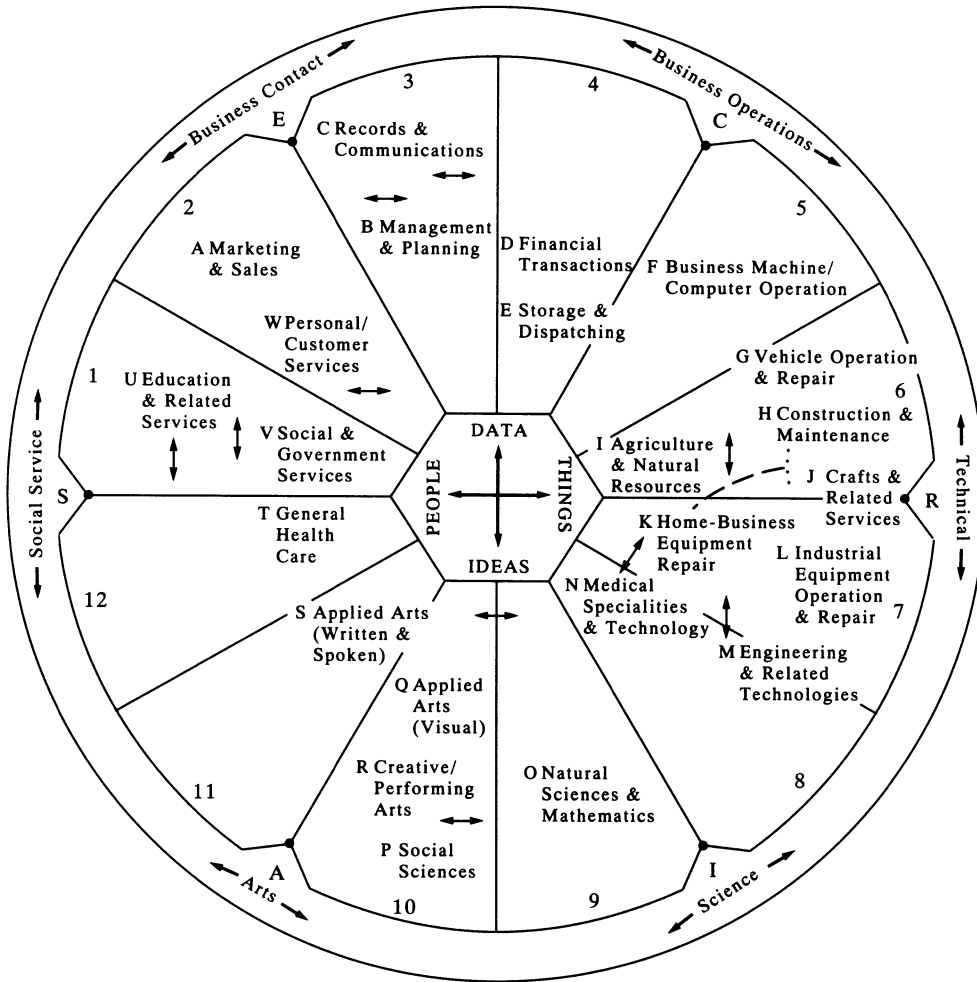 Business Contact
Business Operations
3
4
E
C
C Records &
Communications
2
5
B Management
& Planning
A Marketing
& Sales
D Financial
Transactions
F Business Machine/
Computer Operation
E Storage &
Dispatching
W Personal/
Customer
Services
G Vehicle Operation
& Repair
1
6
U Education
& Related
Services
H Construction &
Maintenance
V Social &
Government
Services
DATA
I Agriculture
& Natural
Resources
J Crafts &
Related
Services
Social Service
S
PEOPLE
THINGS
R
Technical
T General
Health
Care
K Home-Business
Equipment
Repair
IDEAS
L Industrial
Equipment
Operation
& Repair
12
7
N Medical
Specialities
& Technology
S Applied Arts
(Written &
Spoken)
M Engineering
& Related
Technologies
Q Applied
Arts
(Visual)
R Creative/
Performing
Arts
O Natural
Sciences &
Mathematics
11
8
P Social
Sciences
A
I
Arts
10
9
Science